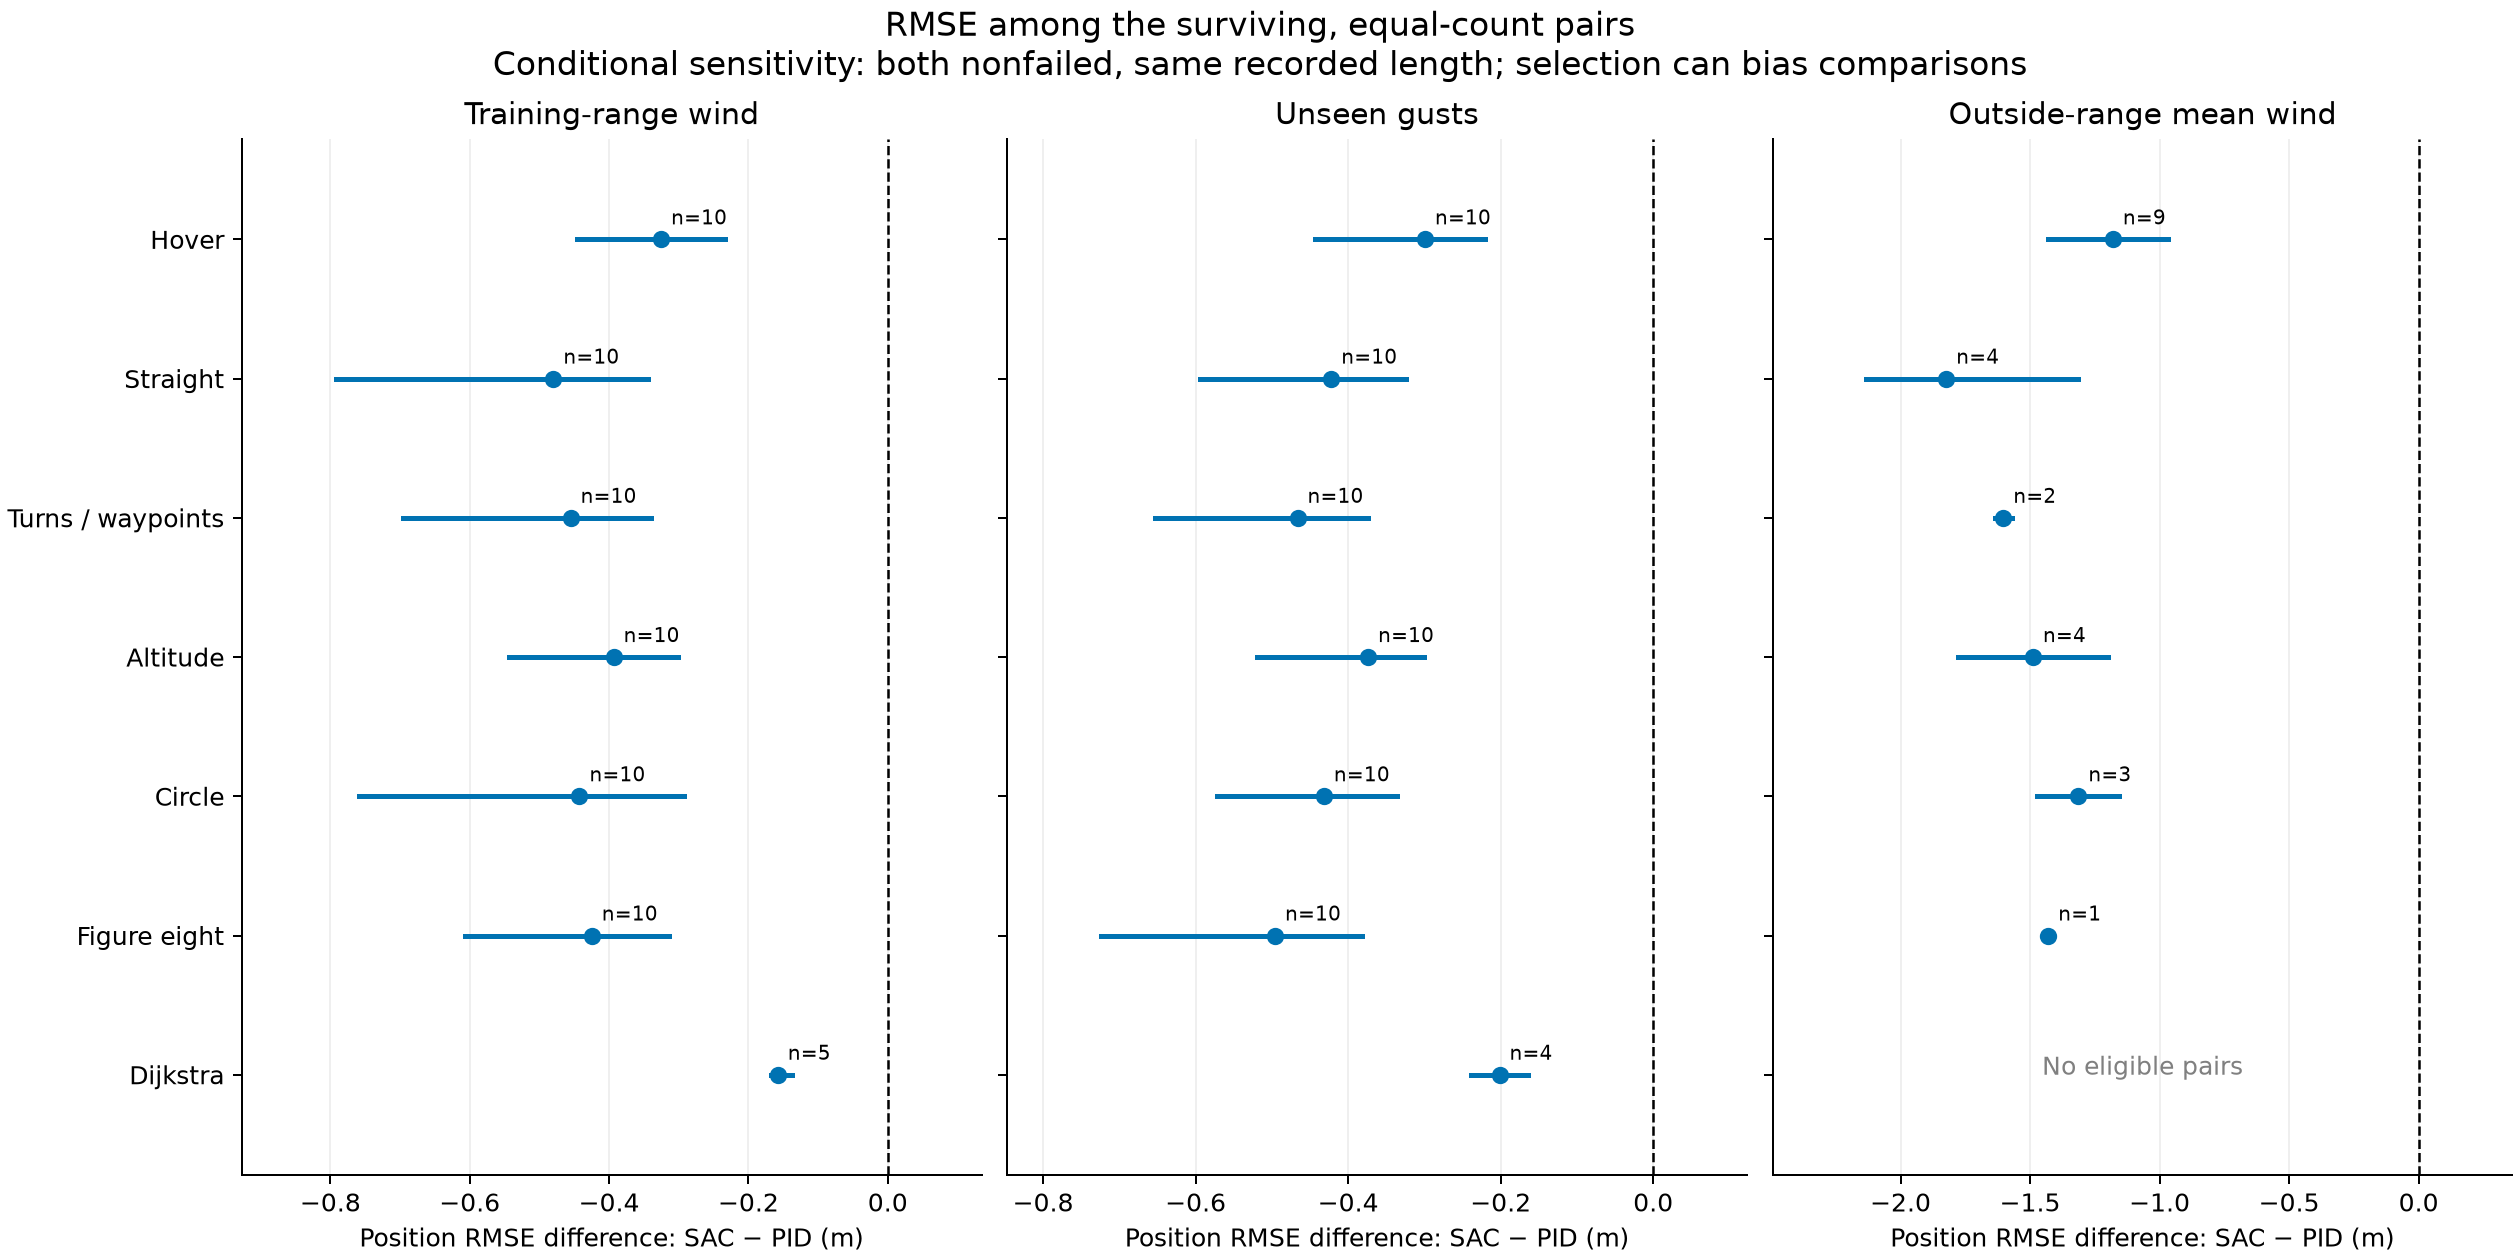 RMSE among the surviving, equal-count pairs
Conditional sensitivity: both nonfailed, same recorded length; selection can bias comparisons
Training-range wind
Unseen gusts
Outside-range mean wind
Hover
n=10
n=10
n=9
Straight
n=10
n=10
n=4
Turns / waypoints
n=10
n=10
n=2
Altitude
n=10
n=10
n=4
Circle
n=10
n=10
n=3
Figure eight
n=10
n=10
n=1
Dijkstra
n=5
n=4
No eligible pairs
−0.8 −0.6 −0.4 −0.2 0.0
−0.8 −0.6 −0.4 −0.2 0.0
−2.0 −1.5 −1.0 −0.5 0.0
Position RMSE difference: SAC − PID (m)
Position RMSE difference: SAC − PID (m)
Position RMSE difference: SAC − PID (m)